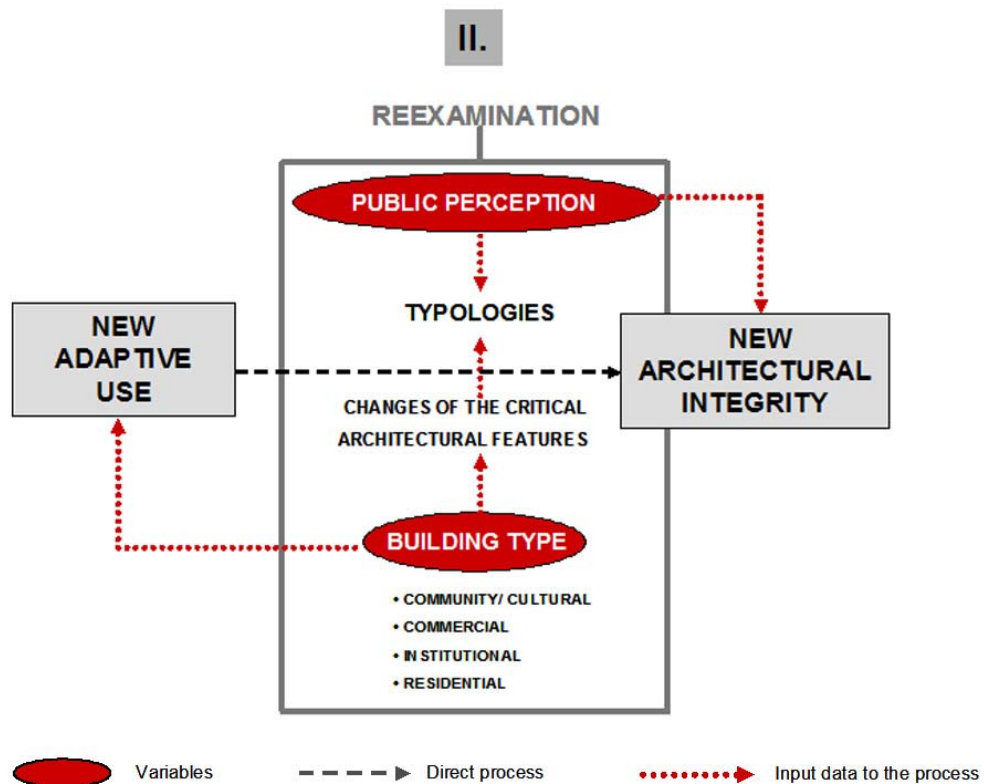 II.
REEXAMINATION
PUBLIC PERCEPTION
TYPOLOGIES
NEW
ADAPTIVE
USE
NEW
ARCHITECTURAL
INTEGRITY
CHANGES OF THE CRITICAL
ARCHITECTURAL FEATURES
BUILDING TYPE
• COMMUNITY/ CULTURAL
• COMMERCIAL
• INSTITUTIONAL
• RESIDENTIAL
Variables
Direct process
Input data to the process